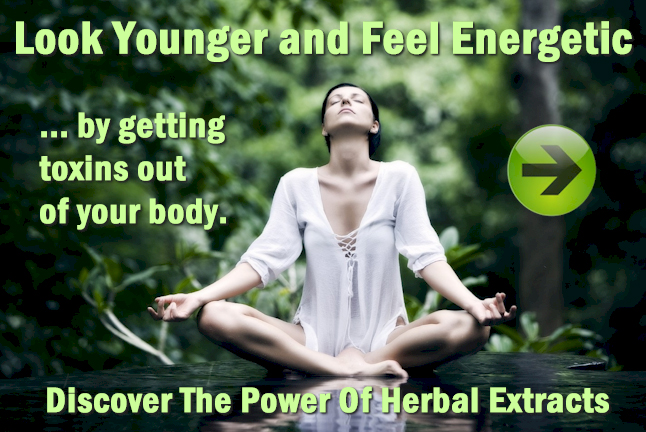 Look Younger and Feel Energetic
... by getting
toxins out
of your body.
Discover The Power Of Herbal Extracts